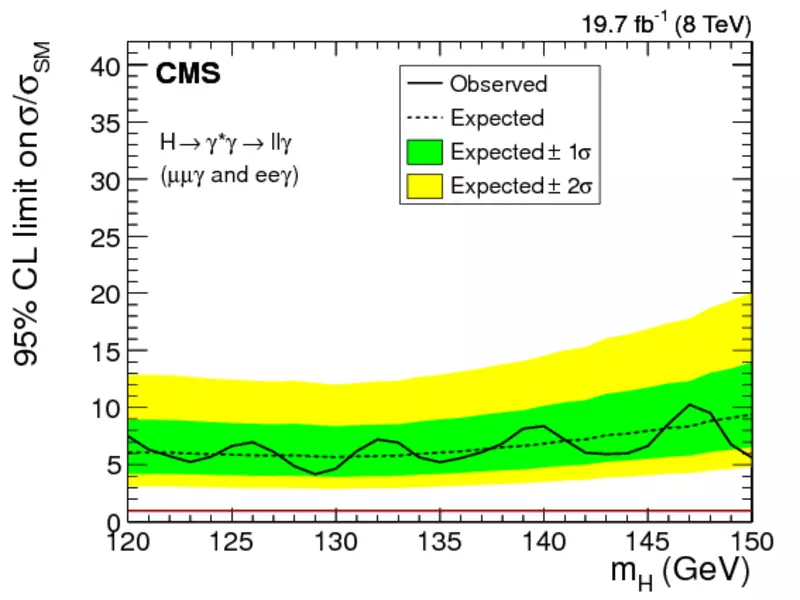 19.7 fb⁻¹ (8 TeV)
95% CL limit on σ/σSM
CMS
H→γ*γ→llγ
(μμγ and eeγ)
Observed
Expected
Expected ± 1σ
Expected ± 2σ
40
35
30
25
20
15
10
5
0
120 125 130 135 140 145 150
mH (GeV)